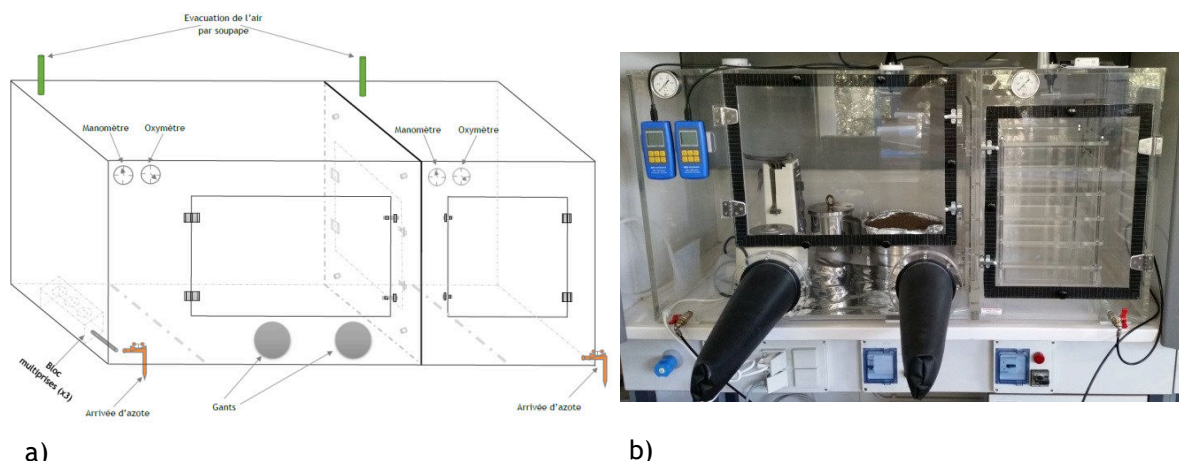 Evacuation de l'air
par soupape
Manomètre
Oxymètre
Manomètre
Oxymètre
Bloc
multiprises (x3)
Arrivée d'azote
Gants
Arrivée d'azote
a)
b)